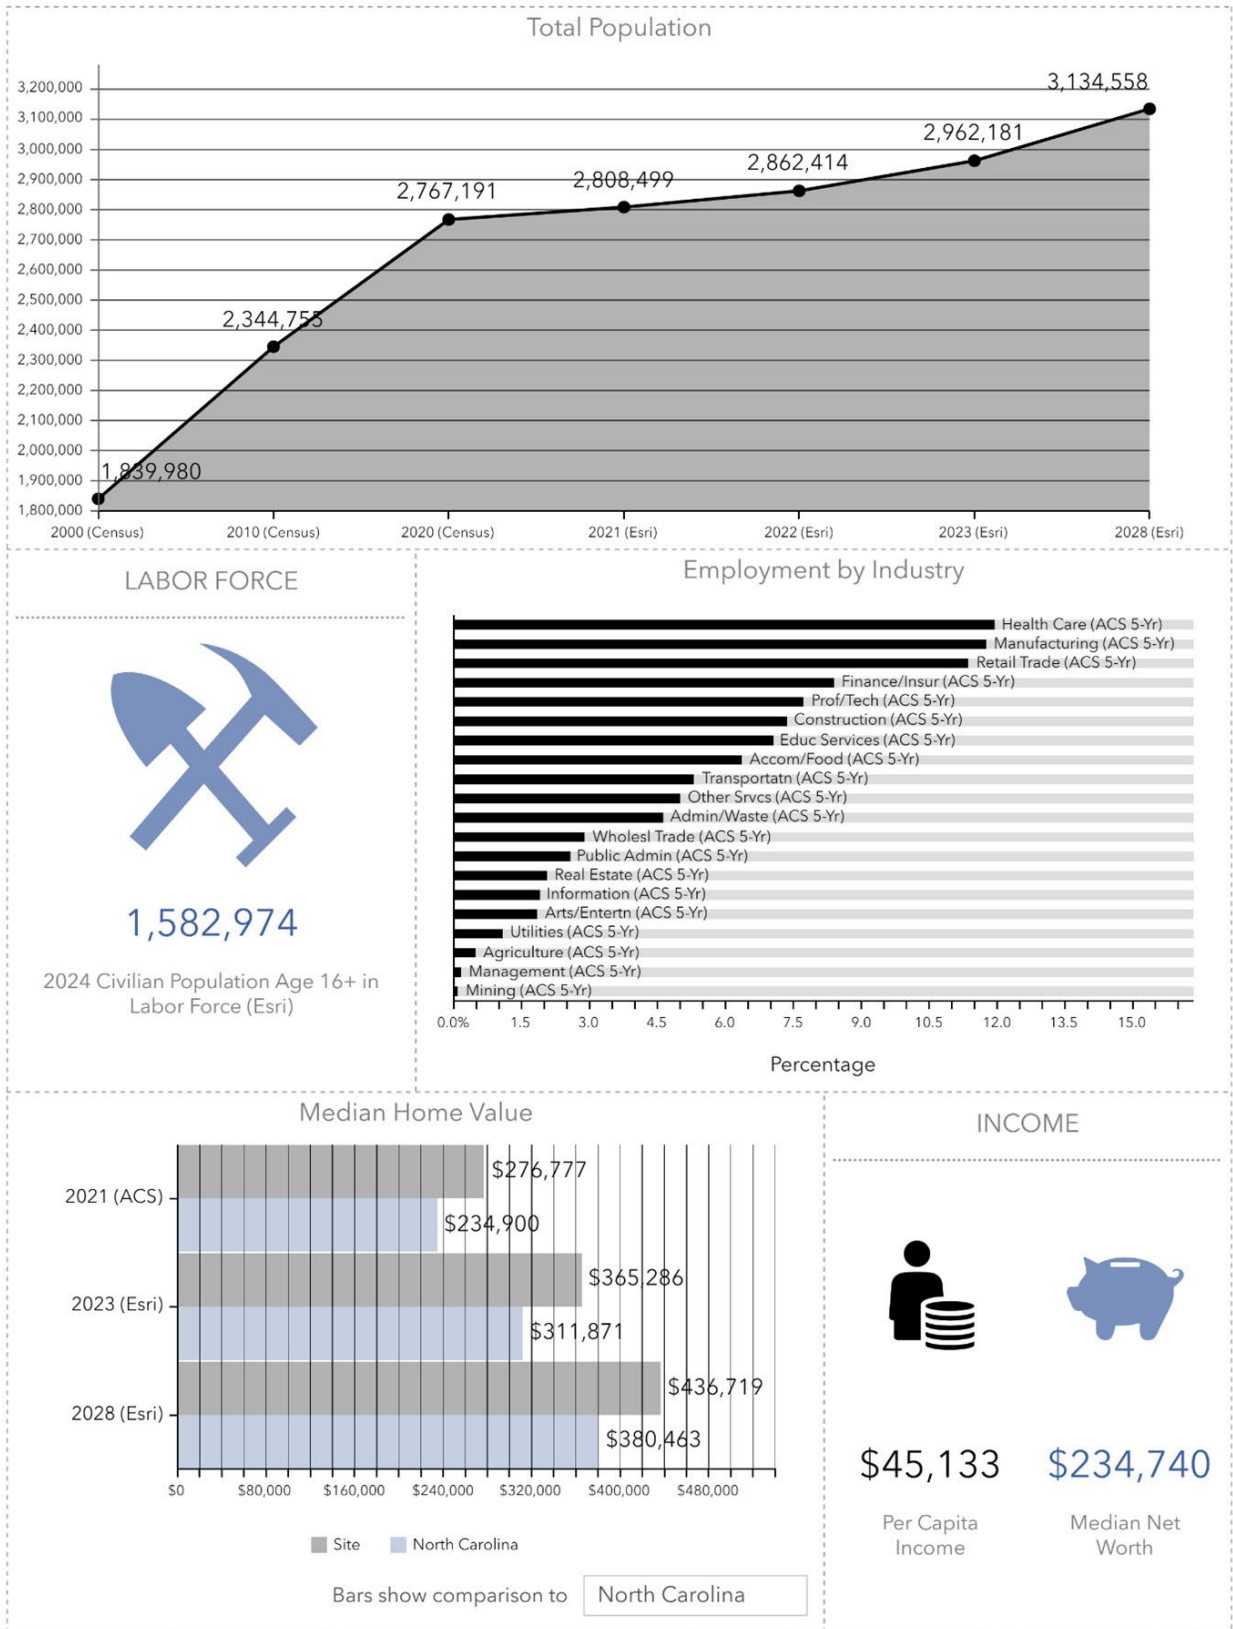 Total Population
3,200,000
3,100,000
3,000,000
2,900,000
2,800,000
2,700,000
2,600,000
2,500,000
2,400,000
2,300,000
2,200,000
2,100,000
2,000,000
1,900,000
1,800,000
1,839,980
2,344,755
2,767,191
2,808,499
2,862,414
2,962,181
3,134,558
2000 (Census) 2010 (Census) 2020 (Census) 2021 (Esri) 2022 (Esri) 2023 (Esri) 2028 (Esri)
LABOR FORCE
1,582,974
2024 Civilian Population Age 16+ in
Labor Force (Esri)
Employment by Industry
Health Care (ACS 5-Yr)
Manufacturing (ACS 5-Yr)
Retail Trade (ACS 5-Yr)
Finance/Insur (ACS 5-Yr)
Prof/Tech (ACS 5-Yr)
Construction (ACS 5-Yr)
Educ Services (ACS 5-Yr)
Accom/Food (ACS 5-Yr)
Transportatn (ACS 5-Yr)
Other Srvcs (ACS 5-Yr)
Admin/Waste (ACS 5-Yr)
Wholesl Trade (ACS 5-Yr)
Public Admin (ACS 5-Yr)
Real Estate (ACS 5-Yr)
Information (ACS 5-Yr)
Arts/Entertn (ACS 5-Yr)
Utilities (ACS 5-Yr)
Agriculture (ACS 5-Yr)
Management (ACS 5-Yr)
Mining (ACS 5-Yr)
0.0% 1.5 3.0 4.5 6.0 7.5 9.0 10.5 12.0 13.5 15.0
Percentage
Median Home Value
2021 (ACS)
$276,777
$234,900
2023 (Esri)
$365,286
$311,871
2028 (Esri)
$436,719
$380,463
$0 $80,000 $160,000 $240,000 $320,000 $400,000 $480,000
Site North Carolina
Bars show comparison to North Carolina
INCOME
$45,133
Per Capita
Income
$234,740
Median Net
Worth